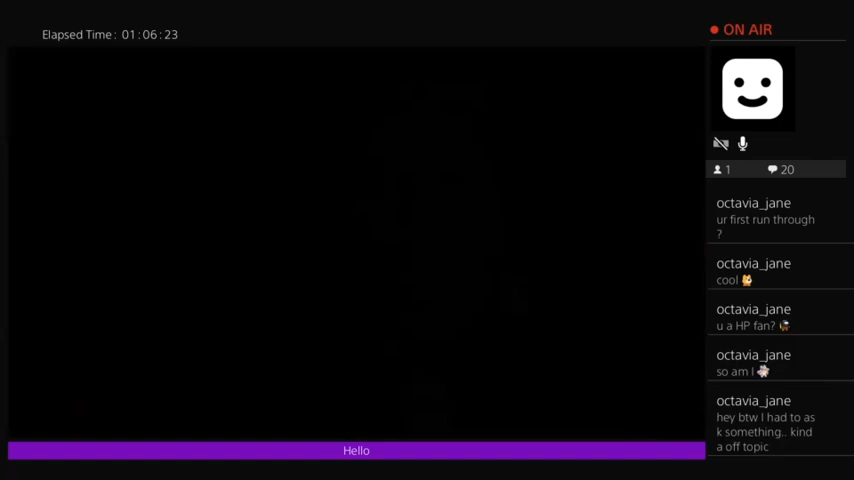 Elapsed Time: 01:06:23
ON AIR
1 20
octavia_jane
ur first run through
?
octavia_jane
cool
octavia_jane
u a HP fan?
octavia_jane
so am I
octavia_jane
hey btw I had to as
k something.. kind
a off topic
Hello